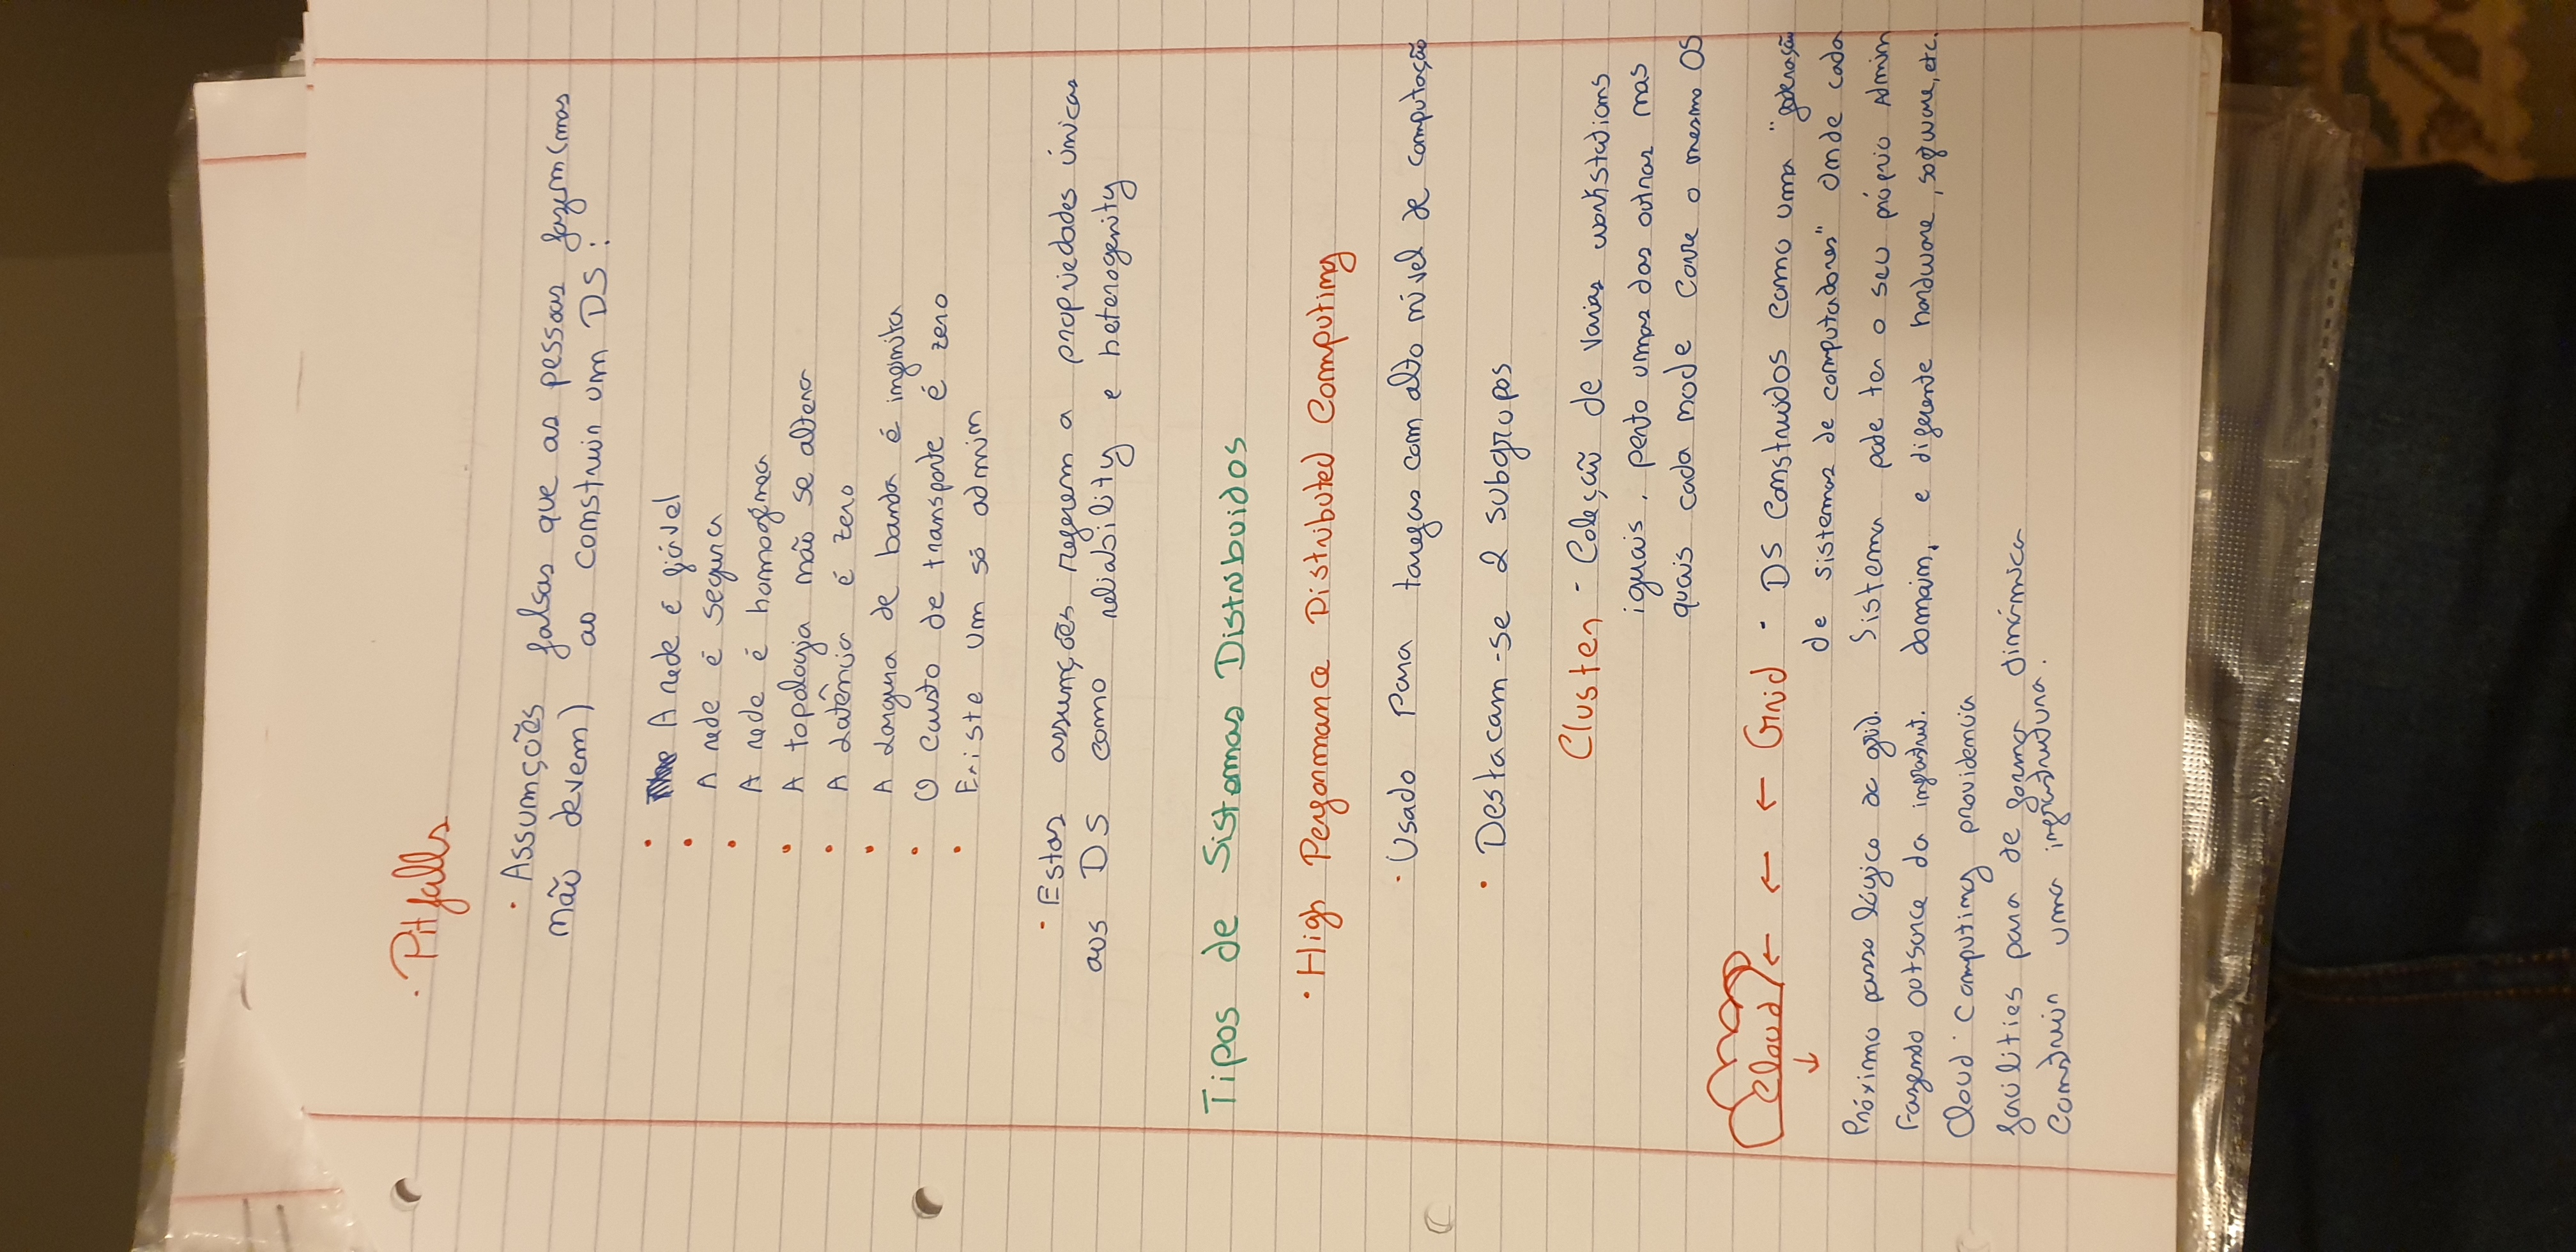 · Pitfalls
· Assumções falsas que as pessoas fazem (mas
não devem) ao construir um DS:
· A rede é fiável
· A rede é segura
· A rede é homogénea
· A topologia não se altera
· A Latência é zero
· A Largura de banda é infinita
· O custo de transporte é zero
· Existe um só admin
· Estas assumções referem a propriedades únicas
aos DS como reliability e heterogenity
Tipos de Sistemas Distribuidos
· High Performance Distributed Computing
· Usado para tarefas com alto nível de computação
· Destacam-se 2 subgrupos
Cluster - Coleção de varias workstations
iguais, perto umas das outras nas
quais cada node corre o mesmo OS
Cloud ← ← ← Grid - DS Construidos como uma "federação
↓
de sistemas de computadores" onde cada
Sistema pode ter o seu próprio Admin
domain, e diferente hardware, software, etc.
Próximo passo lógico ao grid.
Fazendo outsorce da infrastrut.
Cloud Computing providencia
facilities para de forma dinâmica
Construir uma infrastrutura.